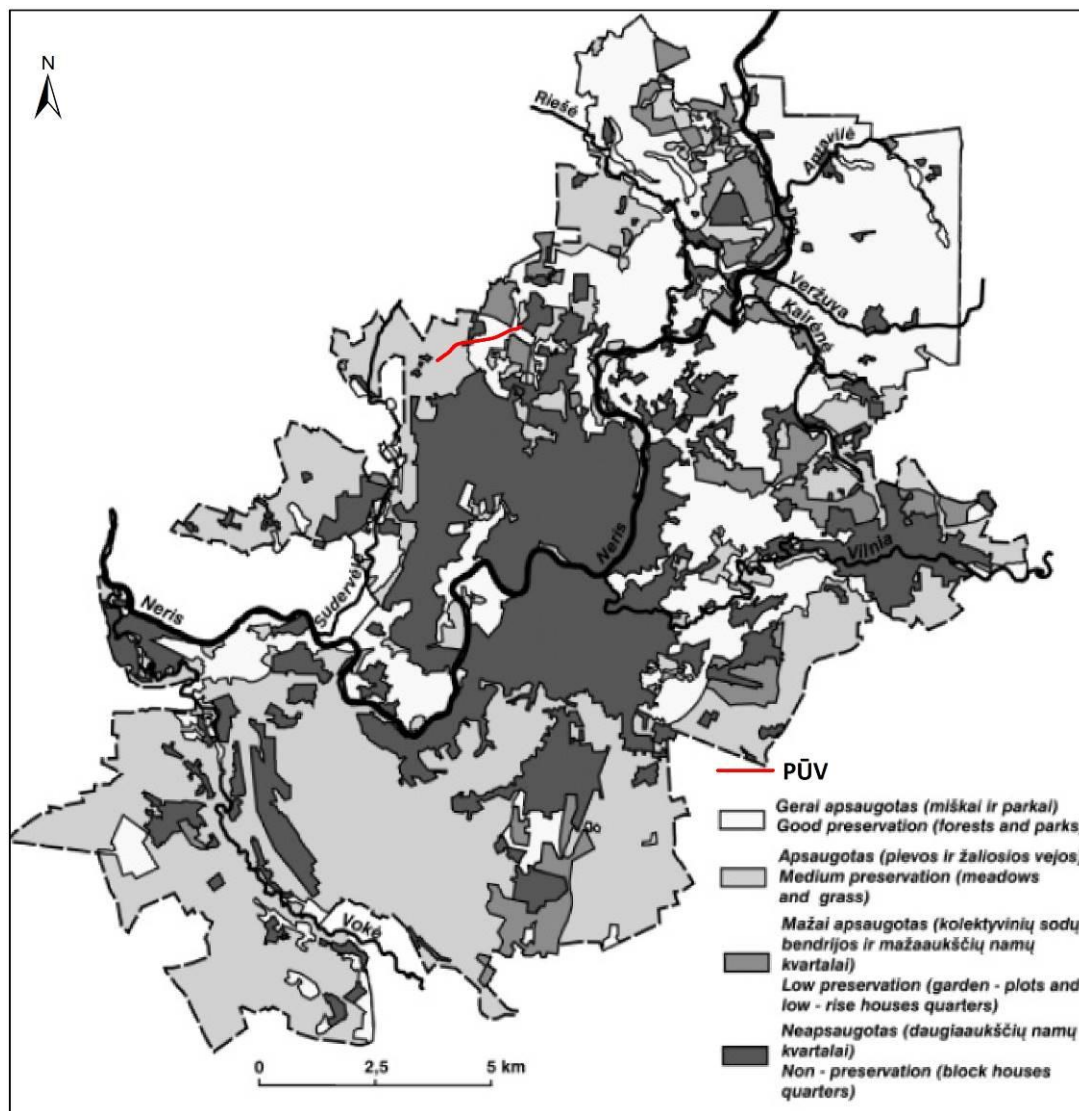 N
Riešė
Antavilė
Veržuva
Kairėnė
Neris
Vilnia
Sudervėlė
Neris
Vokė
PŪV
Gerai apsaugotas (miškai ir parkai)
Good preservation (forests and parks
Apsaugotas (pievos ir žaliosios vejos)
Medium preservation (meadows
and grass)
Mažai apsaugotas (kolektyvinių sodų
bendrijos ir mažaaukščių namų
kvartalai)
Low preservation (garden - plots and
low - rise houses quarters)
Neapsaugotas (daugiaaukščių namų
kvartalai)
Non - preservation (block houses
quarters)
0 2,5 5 km